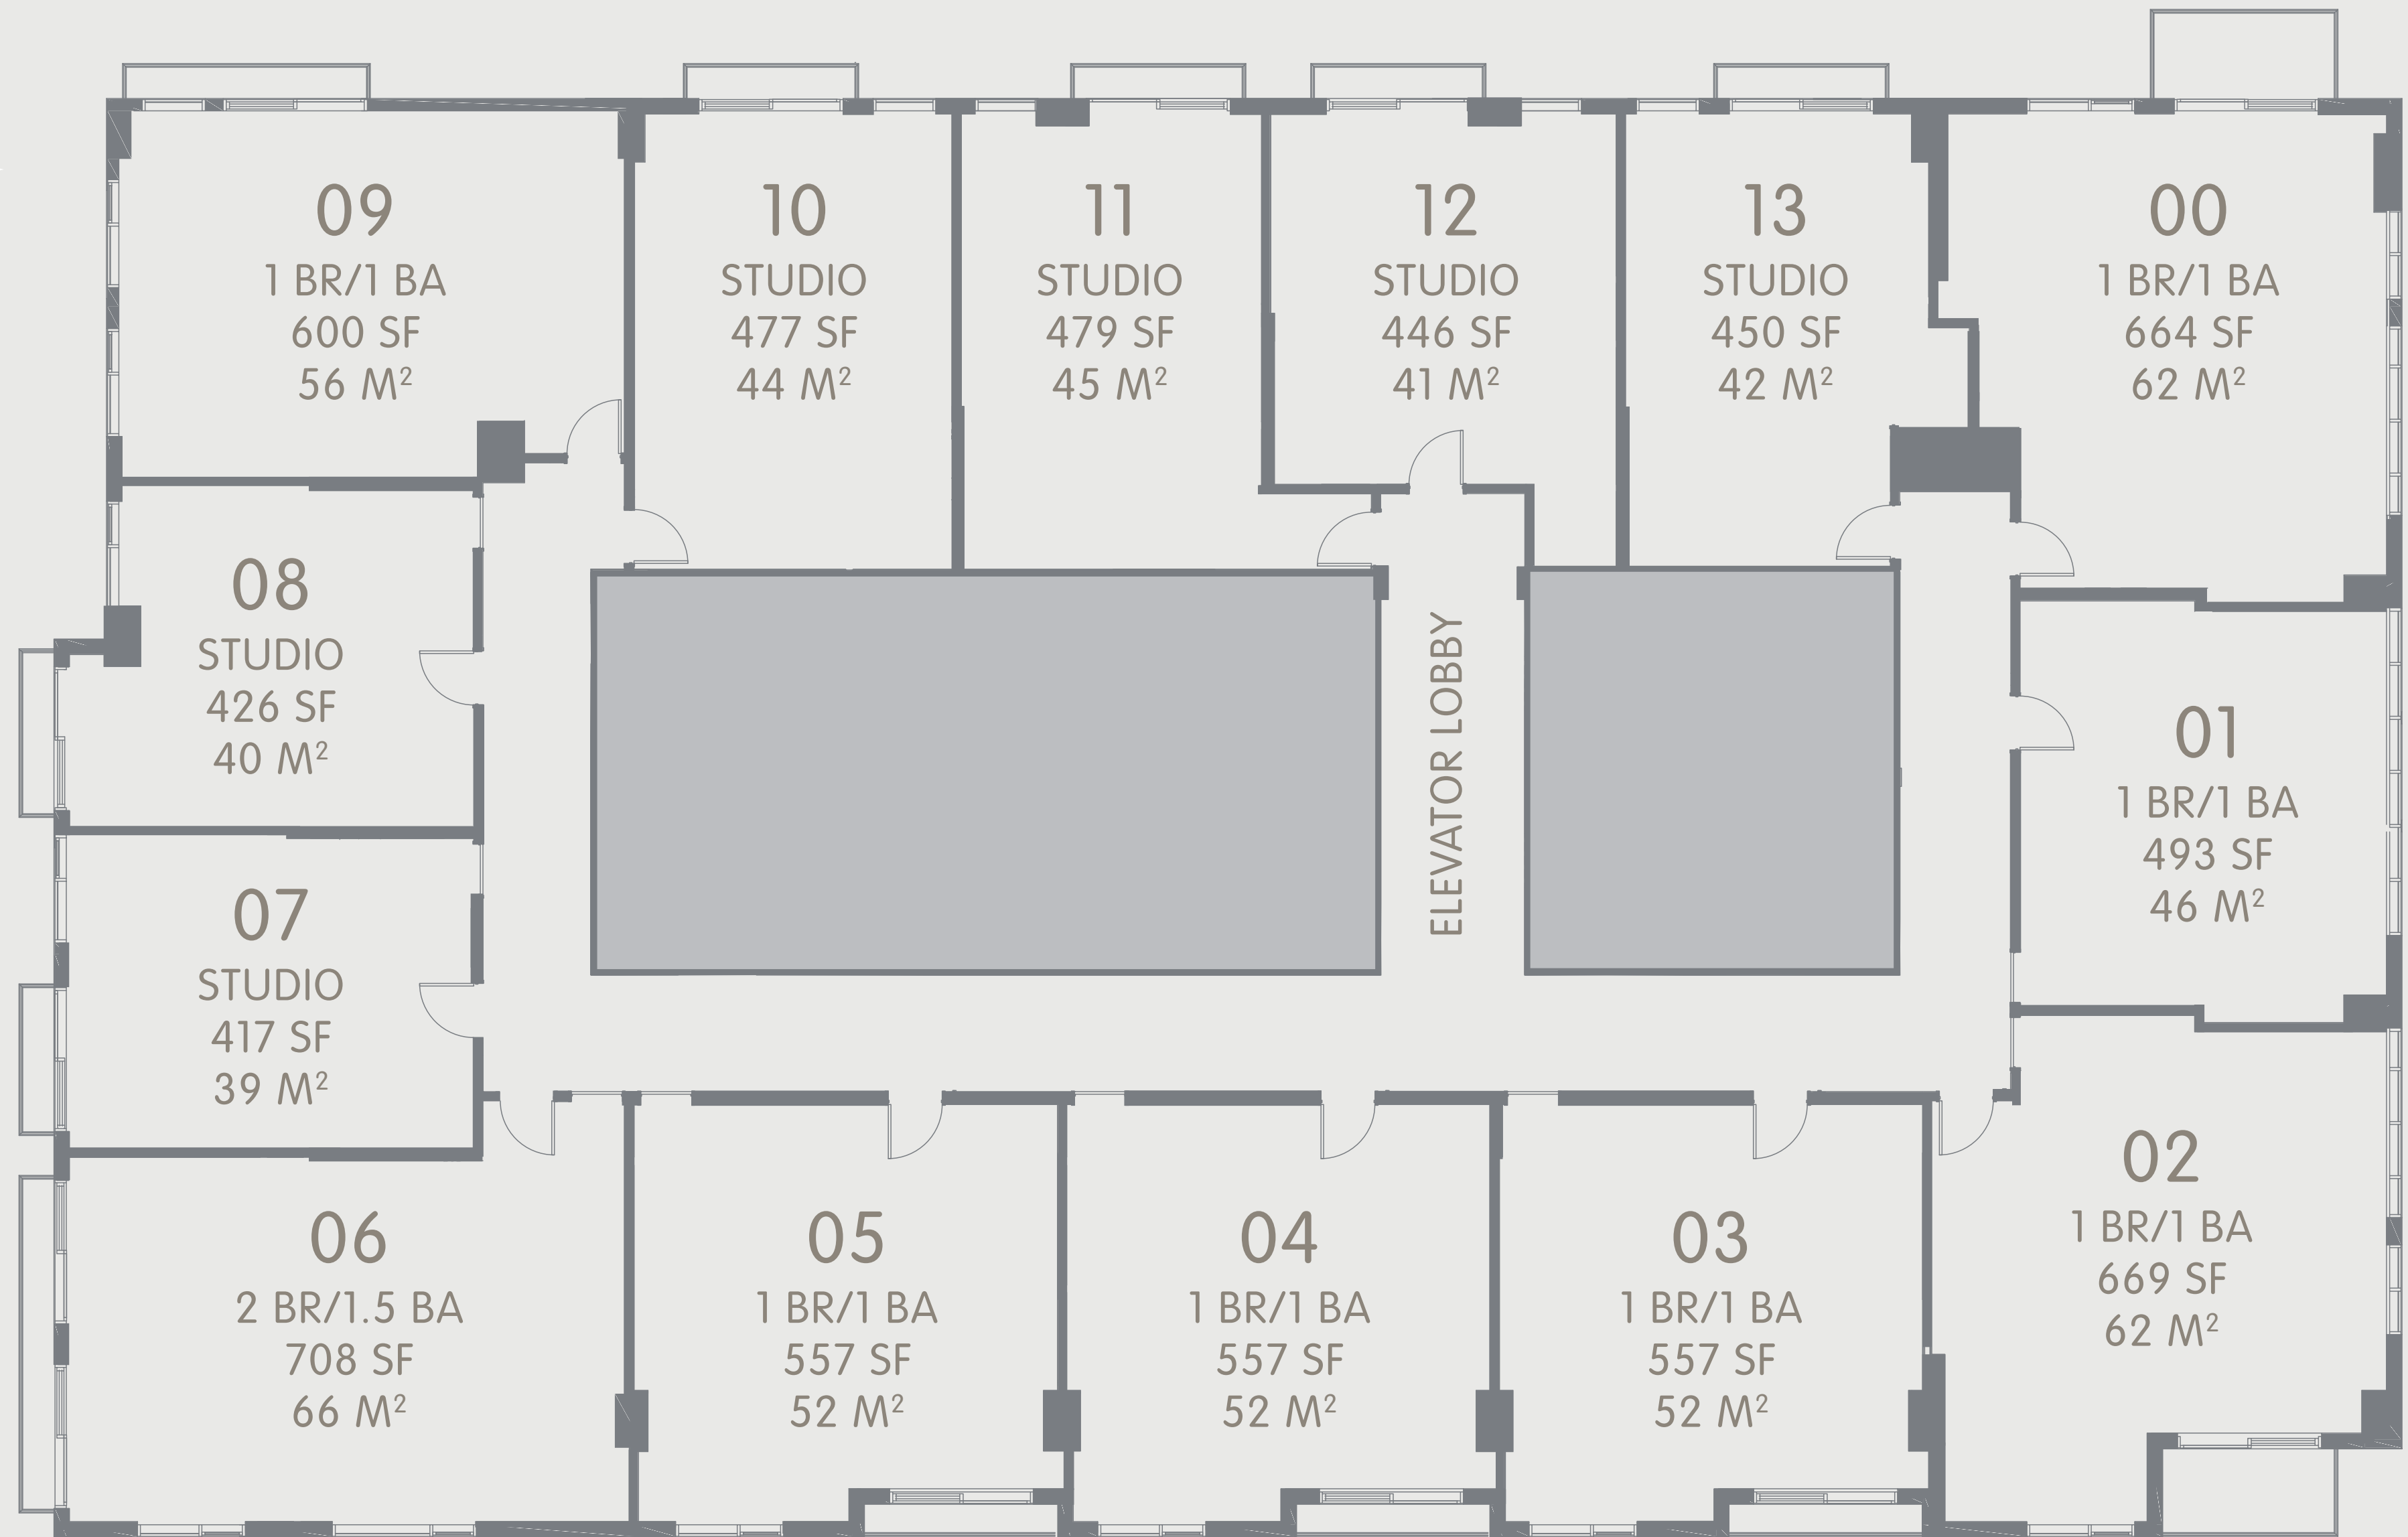 09
1 BR/1 BA
600 SF
56 M²
10
STUDIO
477 SF
44 M²
11
STUDIO
479 SF
45 M²
12
STUDIO
446 SF
41 M²
13
STUDIO
450 SF
42 M²
00
1 BR/1 BA
664 SF
62 M²
08
STUDIO
426 SF
40 M²
ELEVATOR LOBBY
01
1 BR/1 BA
493 SF
46 M²
07
STUDIO
417 SF
39 M²
02
1 BR/1 BA
669 SF
62 M²
06
2 BR/1.5 BA
708 SF
66 M²
05
1 BR/1 BA
557 SF
52 M²
04
1 BR/1 BA
557 SF
52 M²
03
1 BR/1 BA
557 SF
52 M²